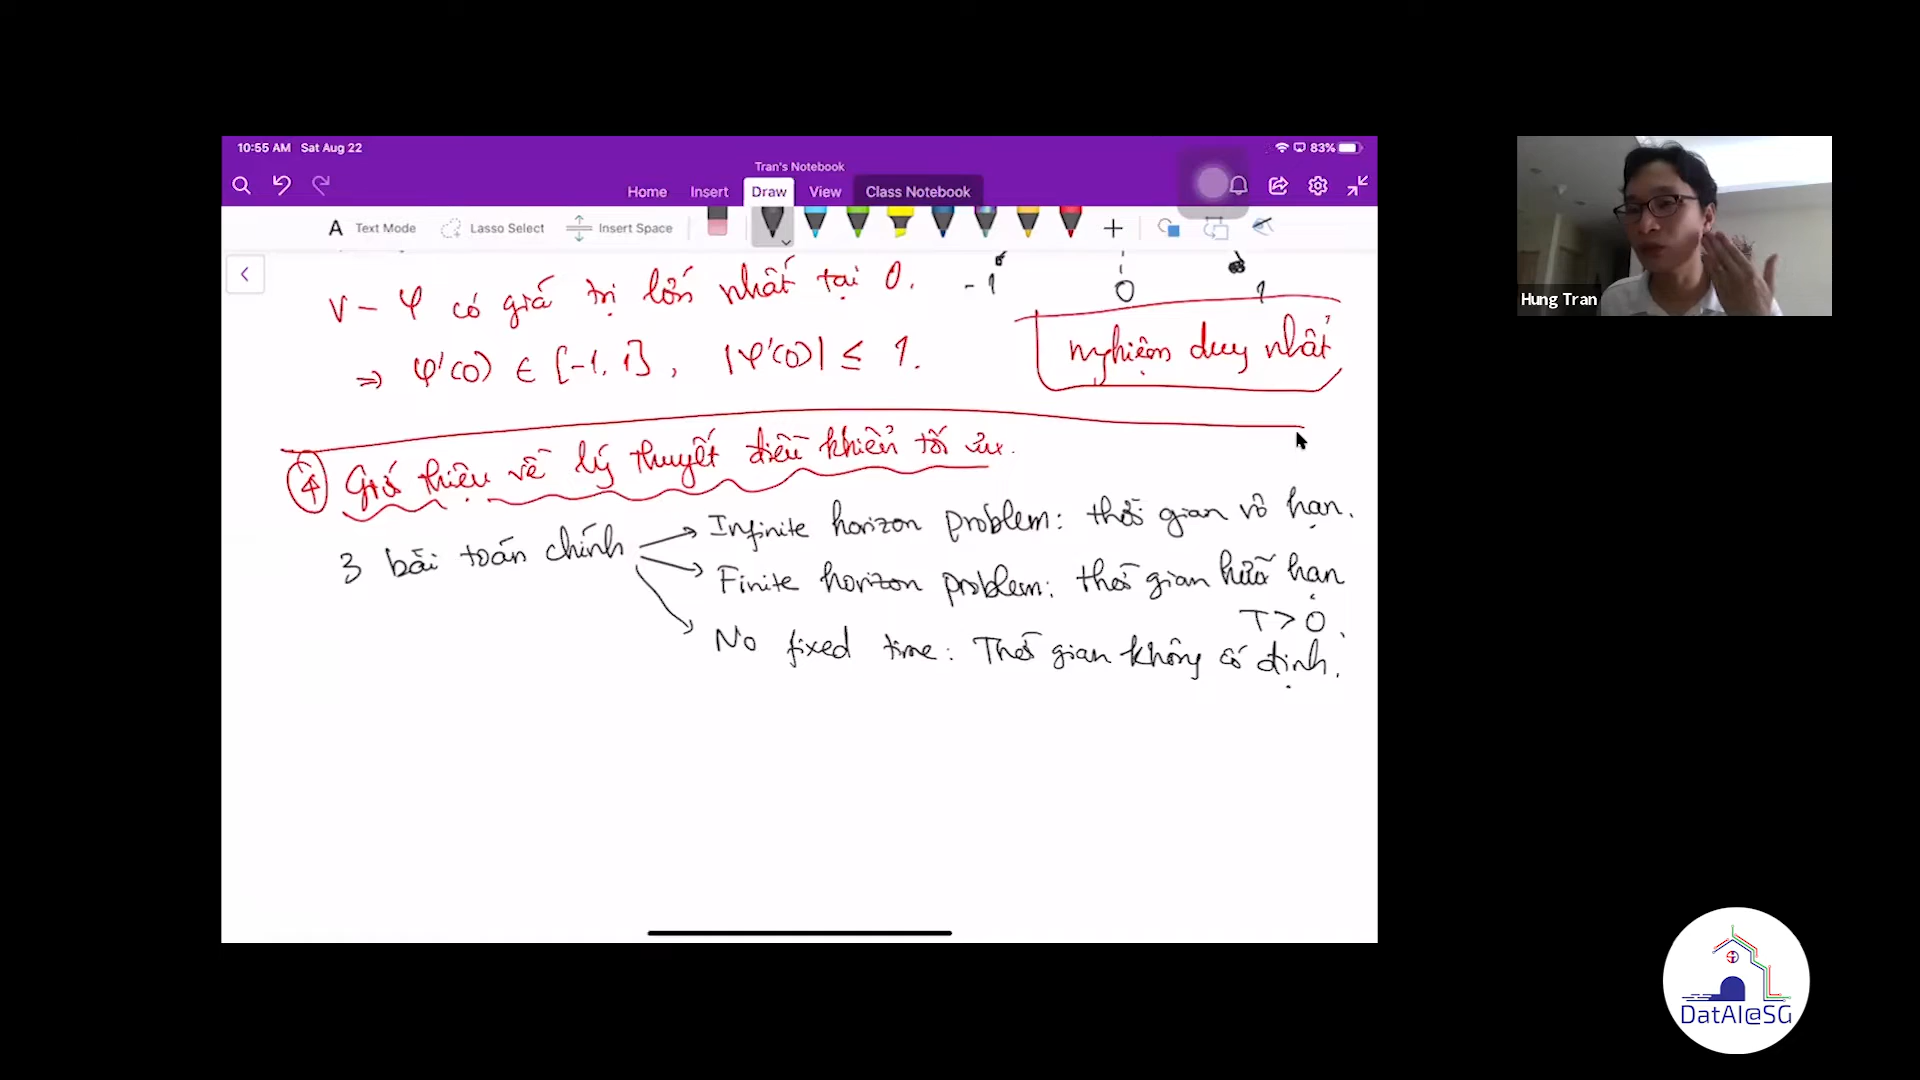 10:55 AM Sat Aug 22
83%
Tran's Notebook
Home Insert Draw View Class Notebook
A Text Mode Lasso Select Insert Space
V - φ có giá trị lớn nhất tại 0.
-1 0 1
⇒ φ'(0) ∈ [-1, 1], |φ'(0)| ≤ 1.
nghiệm duy nhất
④ Giới thiệu về lý thuyết điều khiển tối ưu.
3 bài toán chính
→ Infinite horizon problem: thời gian vô hạn.
→ Finite horizon problem: thời gian hữu hạn
T > 0.
→ No fixed time: Thời gian không cố định.
Hung Tran
DatAI@SG